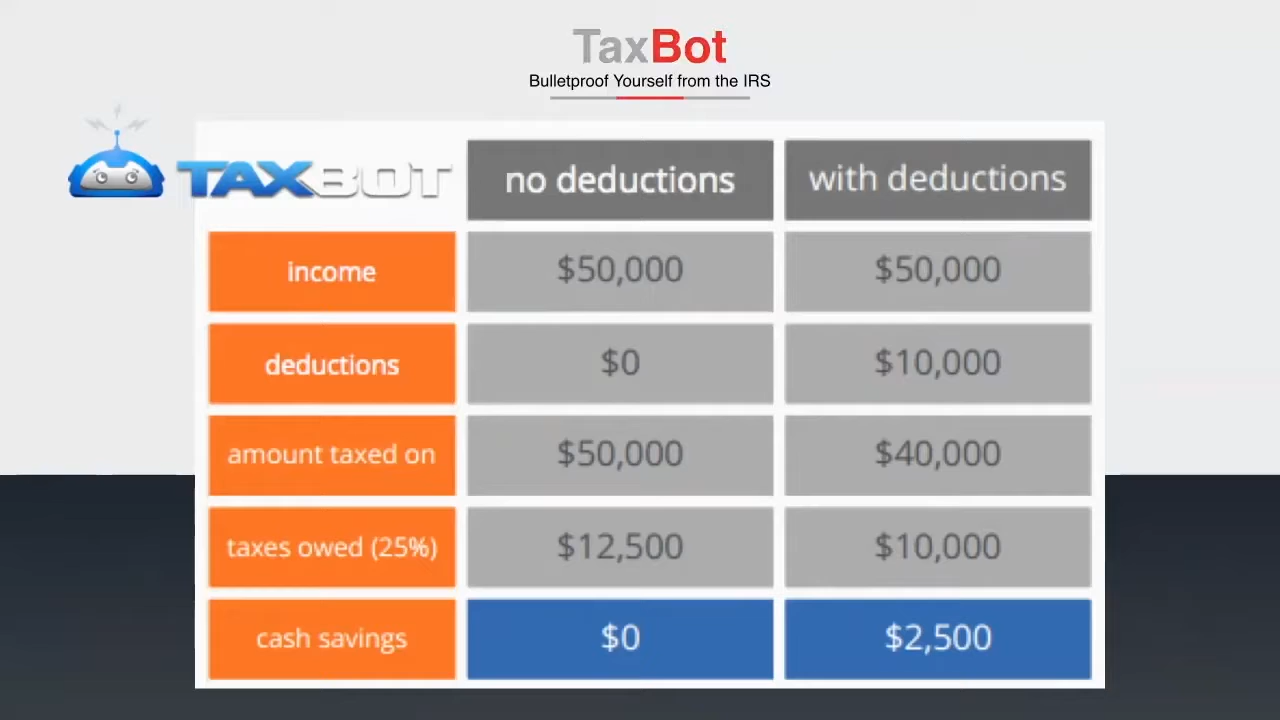 TaxBot
Bulletproof Yourself from the IRS
TAXBOT
no deductions
with deductions
income
$50,000
$50,000
deductions
$0
$10,000
amount taxed on
$50,000
$40,000
taxes owed (25%)
$12,500
$10,000
cash savings
$0
$2,500